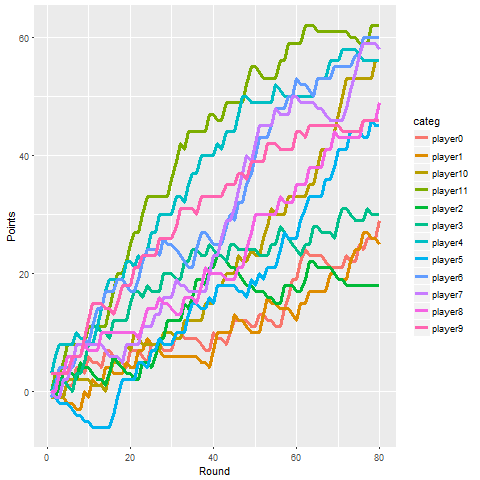 60
40
20
0
Points
0
20
40
60
80
Round
categ
player0
player1
player10
player11
player2
player3
player4
player5
player6
player7
player8
player9